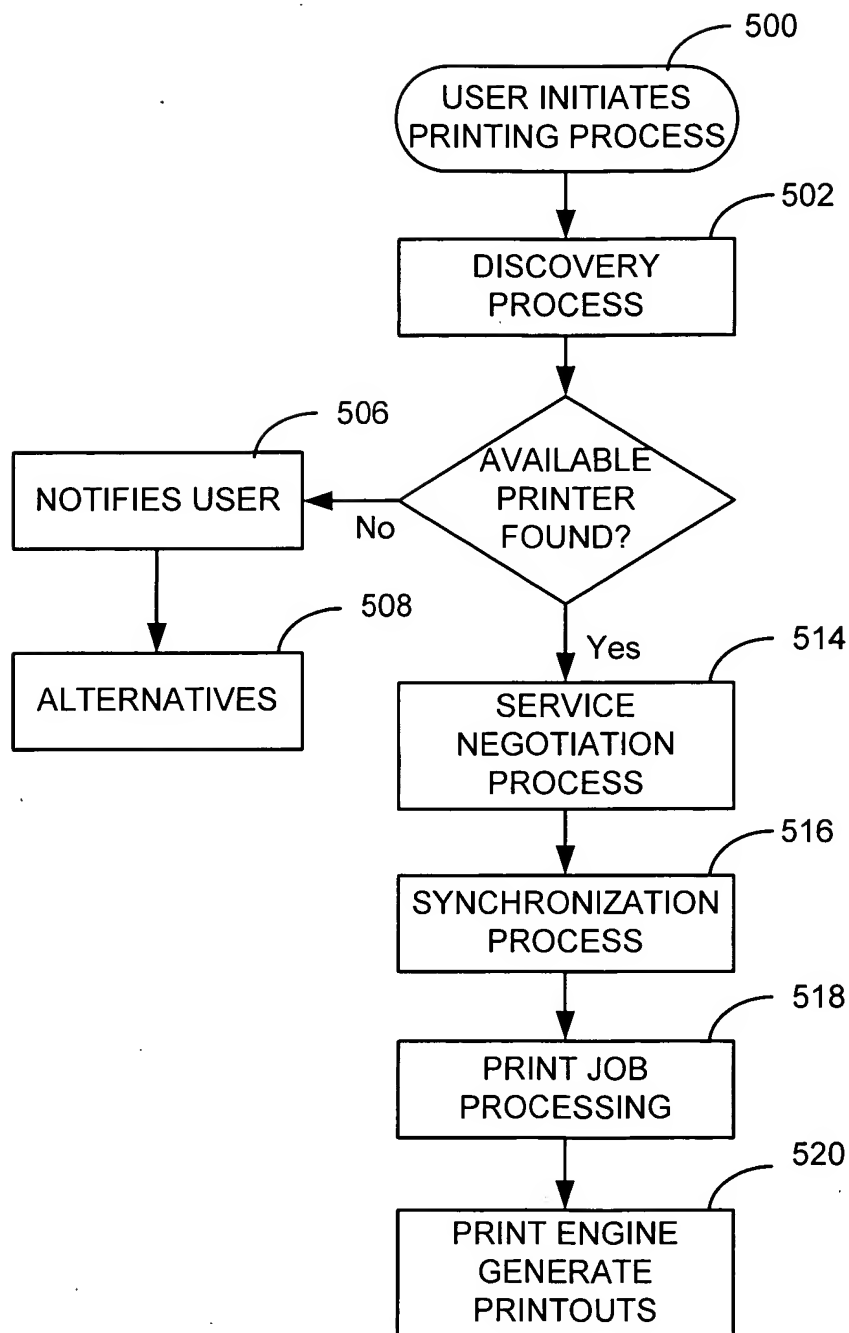 500
USER INITIATES
PRINTING PROCESS
502
DISCOVERY
PROCESS
506
NOTIFIES USER
AVAILABLE
PRINTER
FOUND?
No
508
ALTERNATIVES
Yes
514
SERVICE
NEGOTIATION
PROCESS
516
SYNCHRONIZATION
PROCESS
518
PRINT JOB
PROCESSING
520
PRINT ENGINE
GENERATE
PRINTOUTS